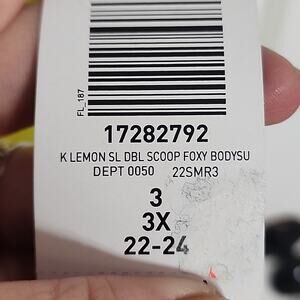 FL_187
17282792
K LEMON SL DBL SCOOP FOXY BODYSU
DEPT 0050 22SMR3
3
3X
22-24